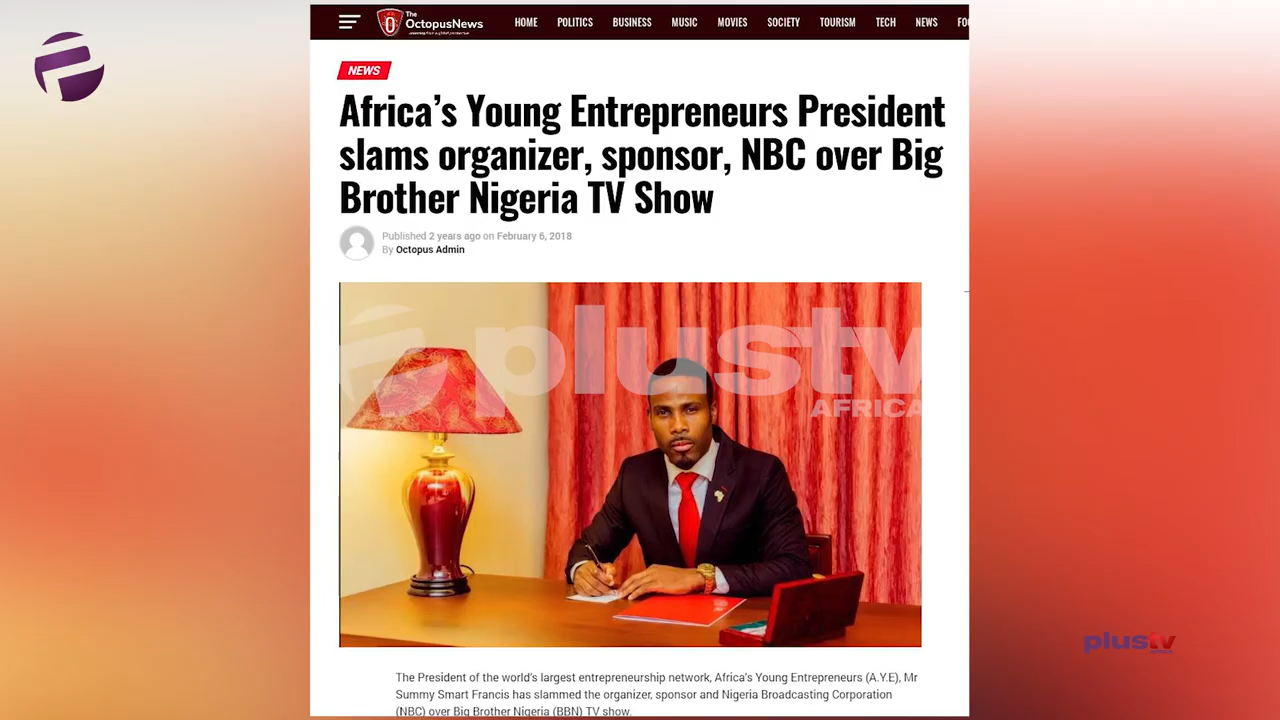 The
OctopusNews
HOME POLITICS BUSINESS MUSIC MOVIES SOCIETY TOURISM TECH NEWS FO
NEWS
Africa’s Young Entrepreneurs President
slams organizer, sponsor, NBC over Big
Brother Nigeria TV Show
Published 2 years ago on February 6, 2018
By Octopus Admin
plustv
AFRICA
The President of the world’s largest entrepreneurship network, Africa’s Young Entrepreneurs (A.Y.E), Mr
Summy Smart Francis has slammed the organizer, sponsor and Nigeria Broadcasting Corporation
(NBC) over Big Brother Nigeria (BBN) TV show.
plustv